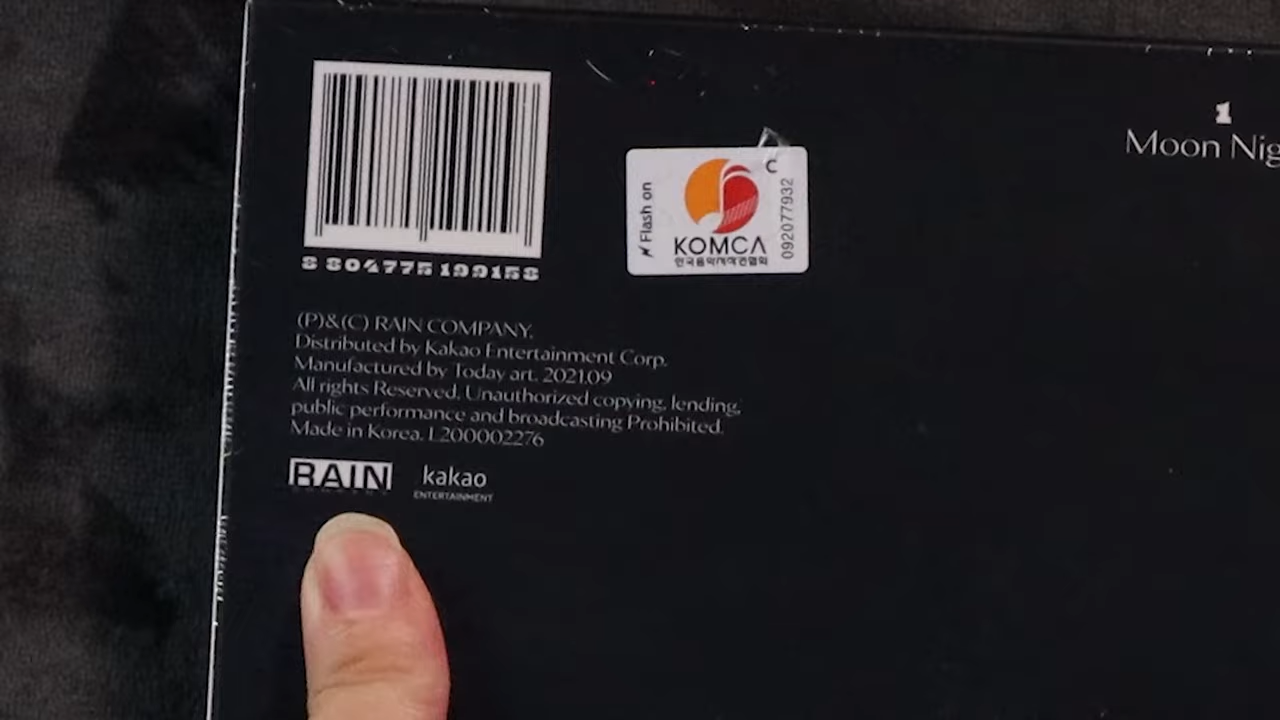 8 804775 199158
Flash on
C
KOMCA
한국음악저작권협회
092077932
1
Moon Nig
(P)&(C) RAIN COMPANY.
Distributed by Kakao Entertainment Corp.
Manufactured by Today art. 2021.09
All rights Reserved. Unauthorized copying, lending,
public performance and broadcasting Prohibited.
Made in Korea. L200002276
RAIN
kakao
ENTERTAINMENT